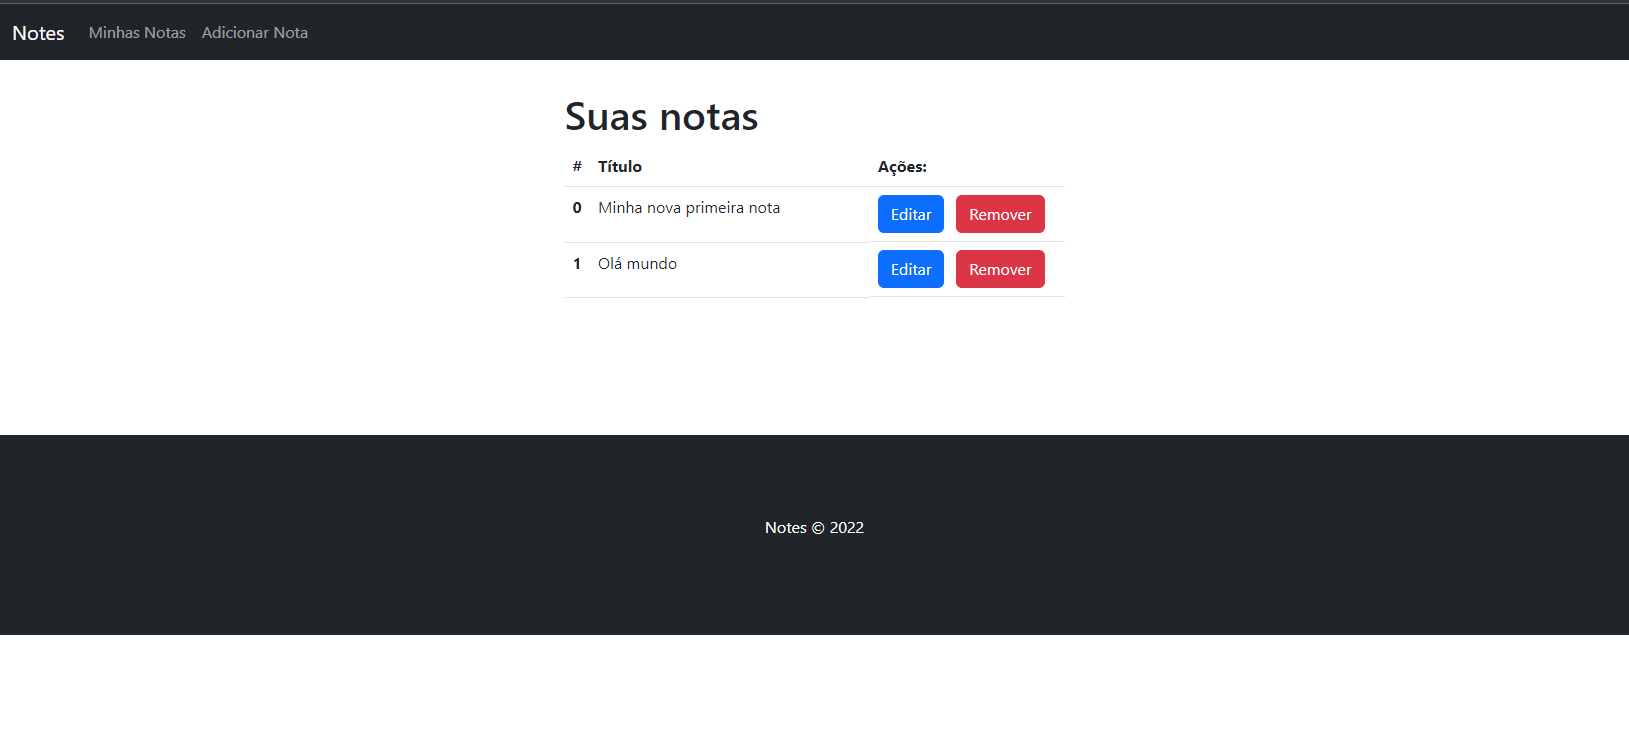 Notes Minhas Notas Adicionar Nota
Suas notas
# Título Ações:
0 Minha nova primeira nota Editar Remover
1 Olá mundo Editar Remover
Notes © 2022